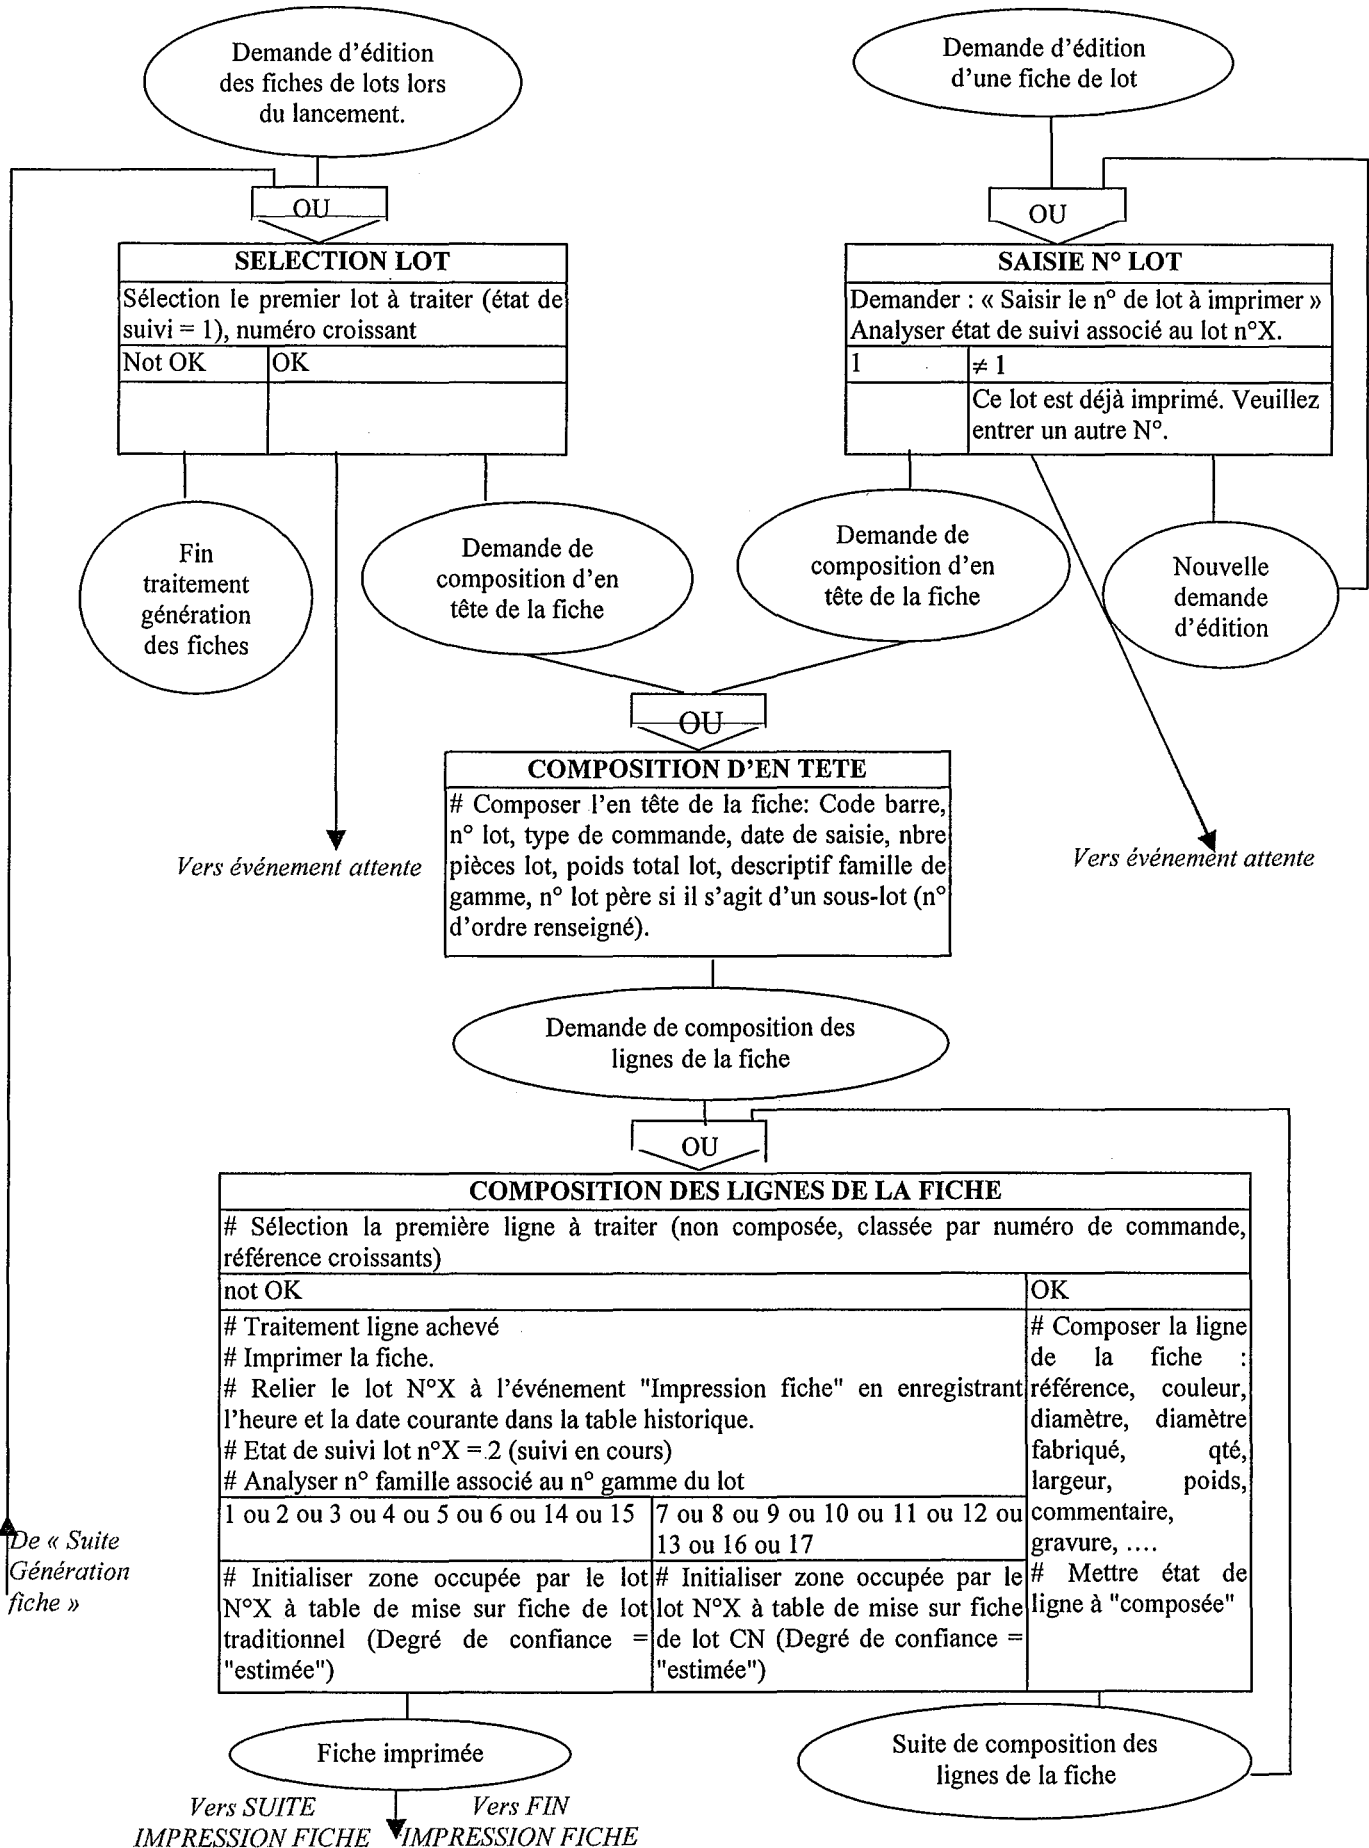 Demande d'édition
des fiches de lots lors
du lancement.
Demande d'édition
d'une fiche de lot
OU
OU
SELECTION LOT
Sélection le premier lot à traiter (état de
suivi = 1), numéro croissant
Not OK
OK
SAISIE N° LOT
Demander : « Saisir le n° de lot à imprimer »
Analyser état de suivi associé au lot n°X.
1
≠ 1
Ce lot est déjà imprimé. Veuillez
entrer un autre N°.
Fin
traitement
génération
des fiches
Demande de
composition d'en
tête de la fiche
Demande de
composition d'en
tête de la fiche
Nouvelle
demande
d'édition
OU
Vers événement attente
Vers événement attente
COMPOSITION D'EN TETE
# Composer l'en tête de la fiche: Code barre,
n° lot, type de commande, date de saisie, nbre
pièces lot, poids total lot, descriptif famille de
gamme, n° lot père si il s'agit d'un sous-lot (n°
d'ordre renseigné).
Demande de composition des
lignes de la fiche
OU
COMPOSITION DES LIGNES DE LA FICHE
# Sélection la première ligne à traiter (non composée, classée par numéro de commande,
référence croissants)
not OK
OK
# Traitement ligne achevé
# Imprimer la fiche.
# Relier le lot N°X à l'événement "Impression fiche" en enregistrant
l'heure et la date courante dans la table historique.
# Etat de suivi lot n°X = 2 (suivi en cours)
# Analyser n° famille associé au n° gamme du lot
1 ou 2 ou 3 ou 4 ou 5 ou 6 ou 14 ou 15
7 ou 8 ou 9 ou 10 ou 11 ou 12 ou
13 ou 16 ou 17
# Initialiser zone occupée par le lot
N°X à table de mise sur fiche de lot
traditionnel (Degré de confiance =
"estimée")
# Initialiser zone occupée par le
lot N°X à table de mise sur fiche
de lot CN (Degré de confiance =
"estimée")
# Composer la ligne
de la fiche :
référence, couleur,
diamètre, diamètre
fabriqué, qté,
largeur, poids,
commentaire,
gravure, ....
# Mettre état de
ligne à "composée"
De « Suite
Génération
fiche »
Fiche imprimée
Suite de composition des
lignes de la fiche
Vers SUITE
IMPRESSION FICHE
Vers FIN
IMPRESSION FICHE